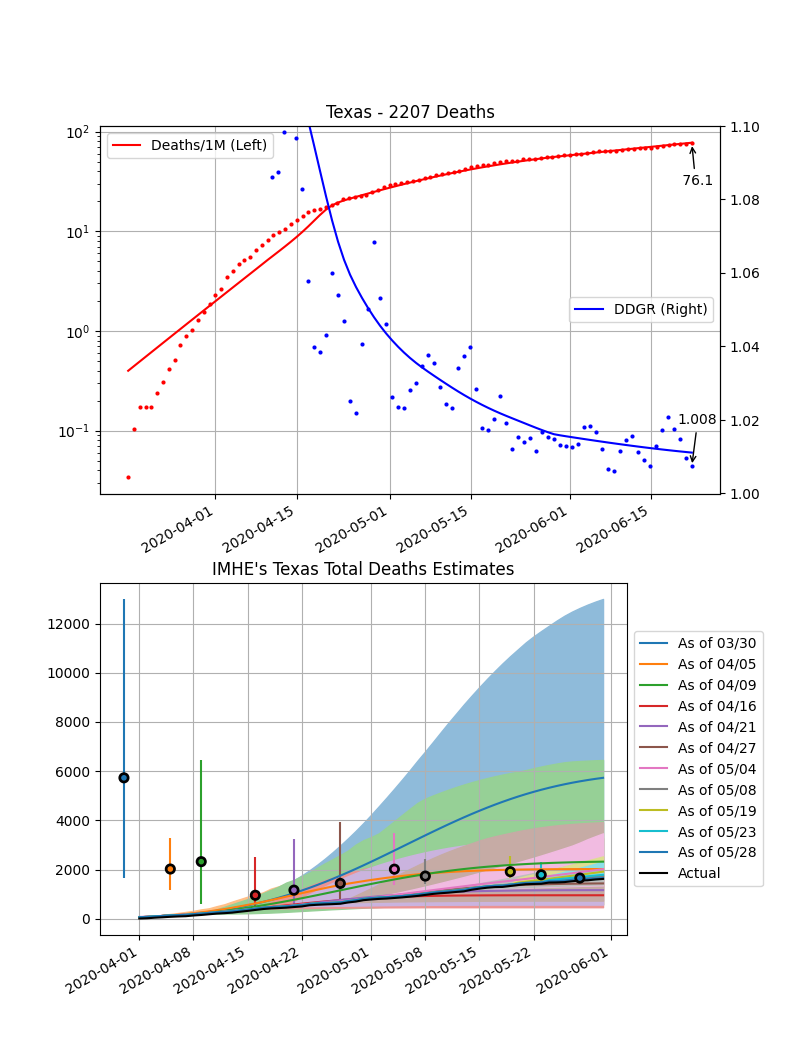 Texas - 2207 Deaths
10²
10¹
10⁰
10⁻¹
Deaths/1M (Left)
DDGR (Right)
76.1
1.008
1.10
1.08
1.06
1.04
1.02
1.00
2020-04-01
2020-04-15
2020-05-01
2020-05-15
2020-06-01
2020-06-15
IMHE's Texas Total Deaths Estimates
12000
10000
8000
6000
4000
2000
0
2020-04-01
2020-04-08
2020-04-15
2020-04-22
2020-05-01
2020-05-08
2020-05-15
2020-05-22
2020-06-01
As of 03/30
As of 04/05
As of 04/09
As of 04/16
As of 04/21
As of 04/27
As of 05/04
As of 05/08
As of 05/19
As of 05/23
As of 05/28
Actual